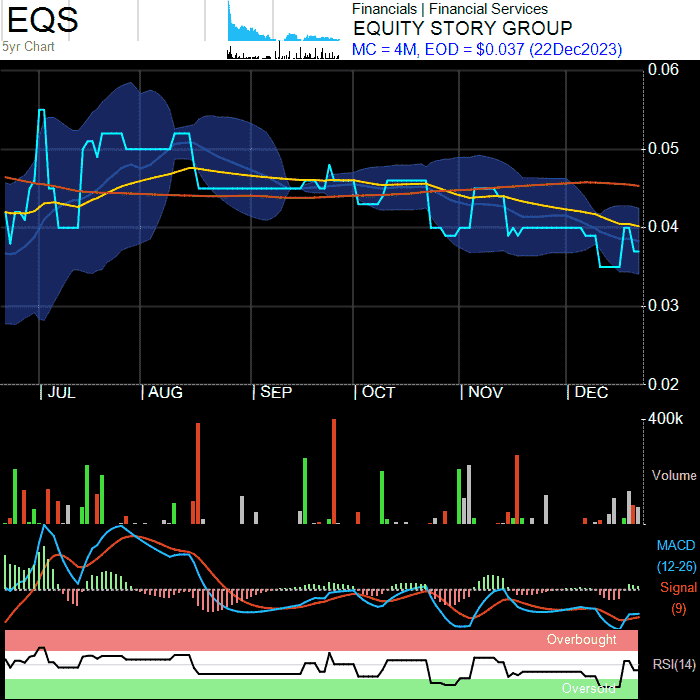 EQS
5yr Chart
Financials | Financial Services
EQUITY STORY GROUP
MC = 4M, EOD = $0.037 (22Dec2023)
0.06
0.05
0.04
0.03
0.02
JUL
AUG
SEP
OCT
NOV
DEC
400k
Volume
MACD
(12-26)
Signal
(9)
Overbought
RSI(14)
Oversold